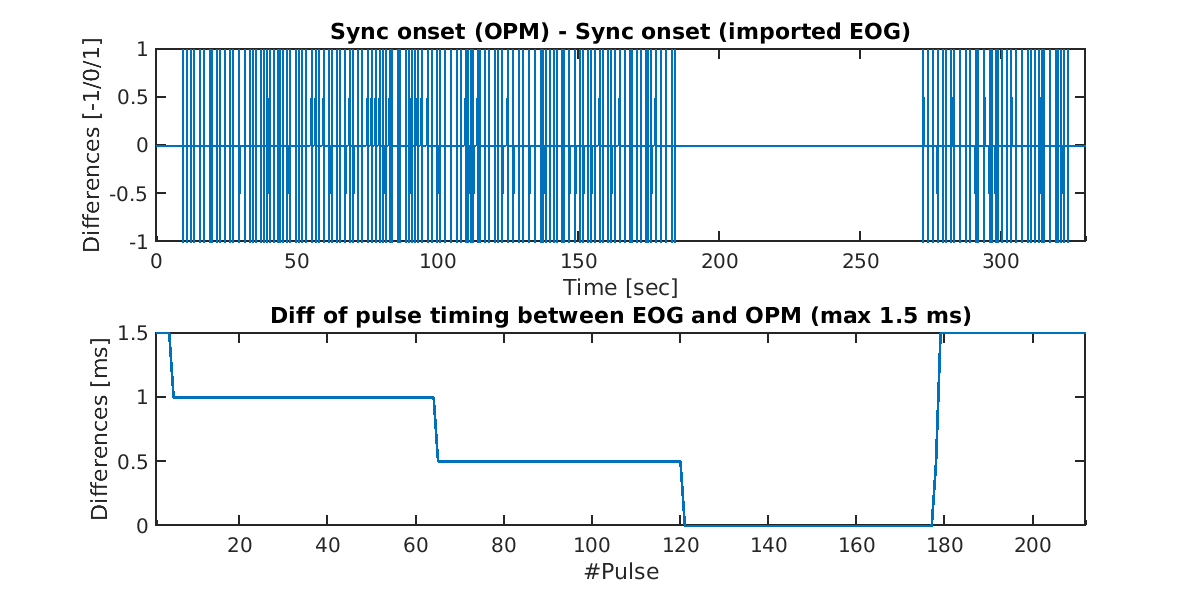 Sync onset (OPM) - Sync onset (imported EOG)
Differences [-1/0/1]
1
0.5
0
-0.5
-1
0 50 100 150 200 250 300
Time [sec]
Diff of pulse timing between EOG and OPM (max 1.5 ms)
Differences [ms]
1.5
1
0.5
0
20 40 60 80 100 120 140 160 180 200
#Pulse